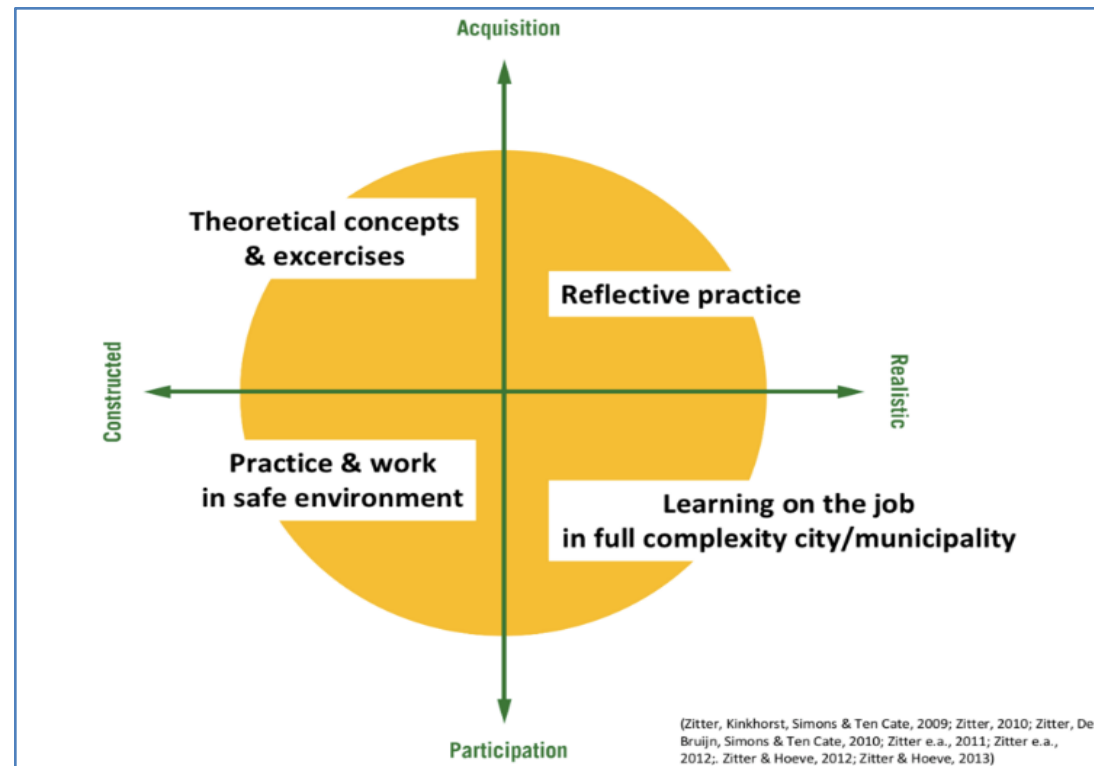 Acquisition
Theoretical concepts
& excercises
Reflective practice
Constructed
Realistic
Practice & work
in safe environment
Learning on the job
in full complexity city/municipality
Participation
(Zitter, Kinkhorst, Simons & Ten Cate, 2009; Zitter, 2010; Zitter, De
Bruijn, Simons & Ten Cate, 2010; Zitter e.a., 2011; Zitter e.a.,
2012;. Zitter & Hoeve, 2012; Zitter & Hoeve, 2013)